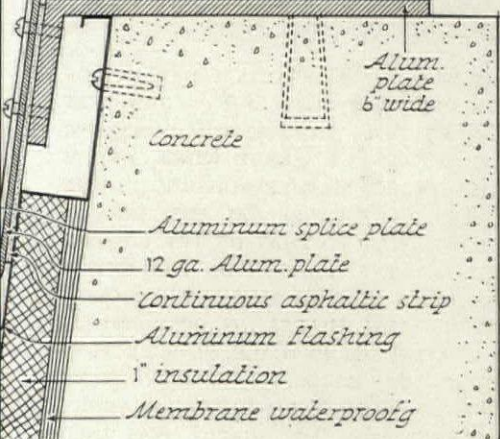 Alum.
plate
6" wide
Concrete
Aluminum splice plate
12 ga. Alum. plate
Continuous asphaltic strip
Aluminum Flashing
1" insulation
Membrane waterproof'g